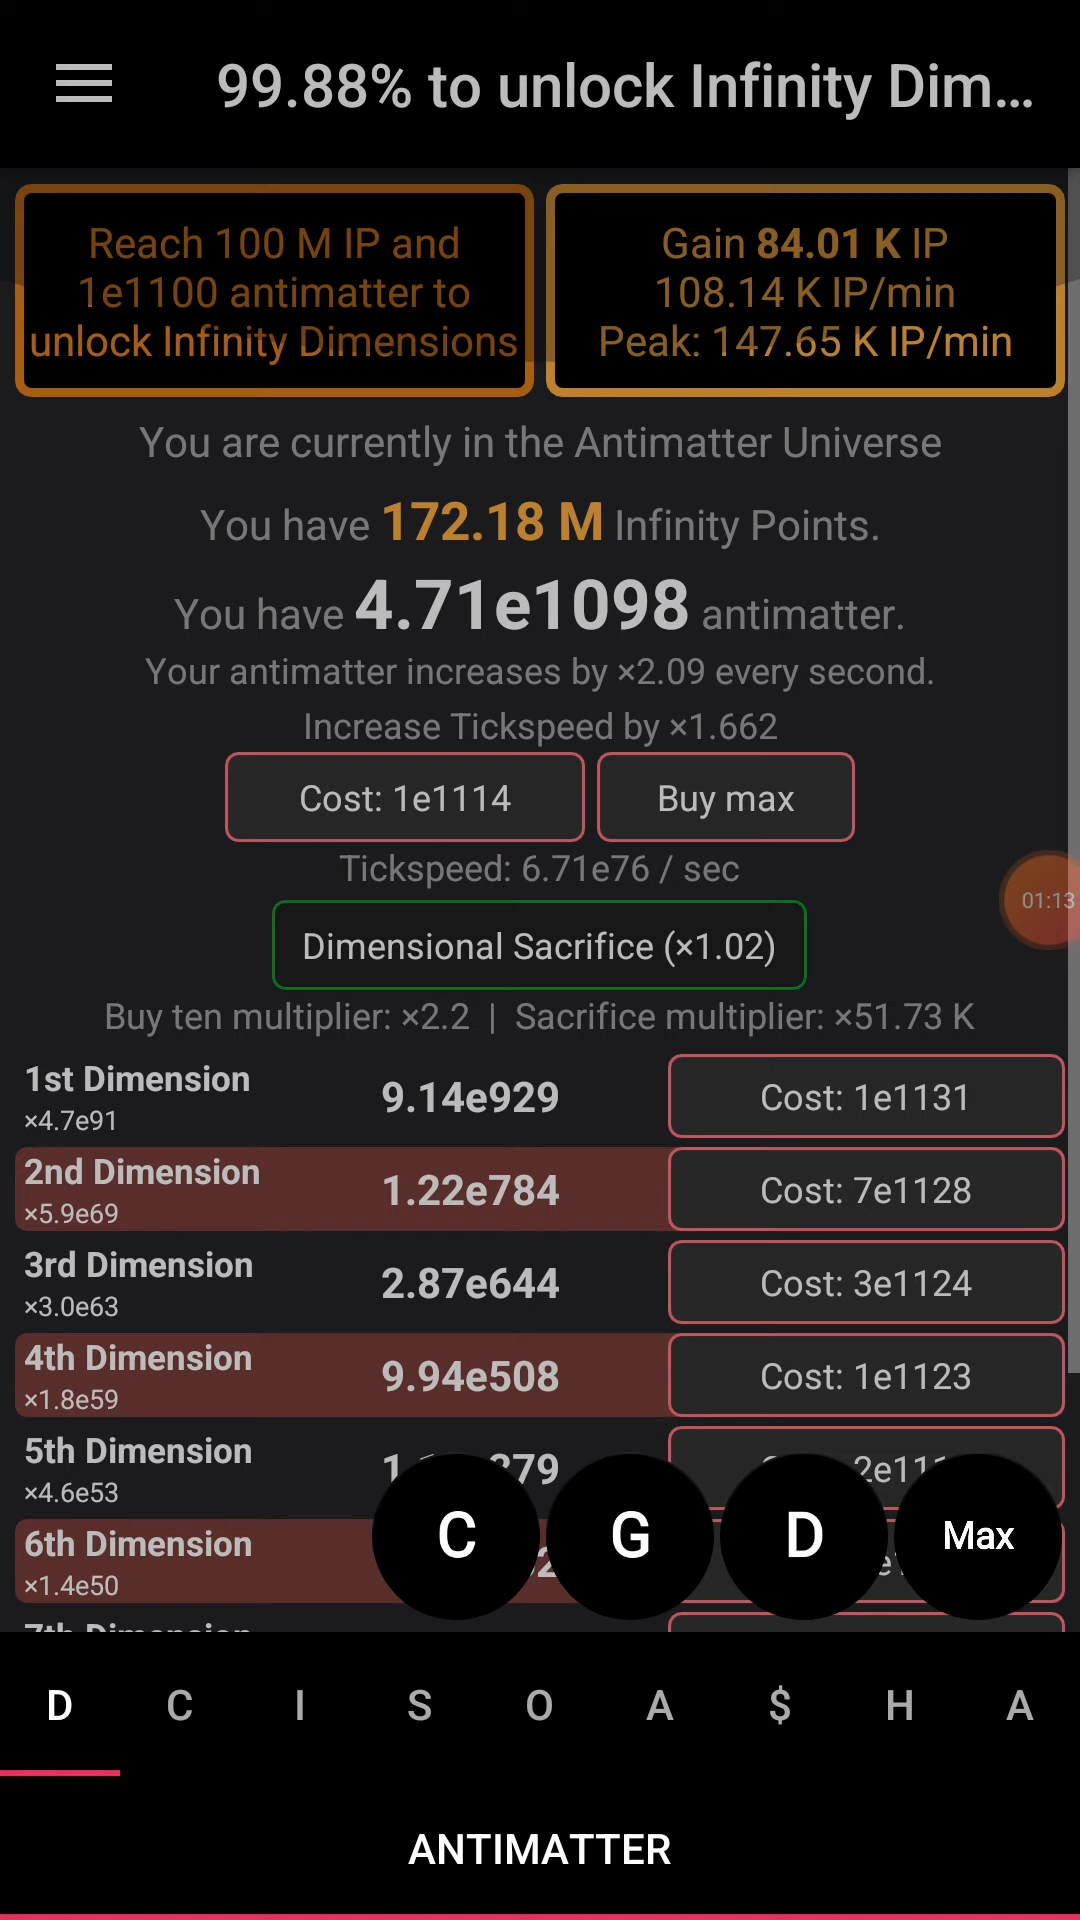 99.88% to unlock Infinity Dim...
Reach 100 M IP and
1e1100 antimatter to
unlock Infinity Dimensions
Gain 84.01 K IP
108.14 K IP/min
Peak: 147.65 K IP/min
You are currently in the Antimatter Universe
You have 172.18 M Infinity Points.
You have 4.71e1098 antimatter.
Your antimatter increases by ×2.09 every second.
Increase Tickspeed by ×1.662
Cost: 1e1114
Buy max
Tickspeed: 6.71e76 / sec
01:13
Dimensional Sacrifice (×1.02)
Buy ten multiplier: ×2.2 | Sacrifice multiplier: ×51.73 K
1st Dimension
×4.7e91
9.14e929
Cost: 1e1131
2nd Dimension
×5.9e69
1.22e784
Cost: 7e1128
3rd Dimension
×3.0e63
2.87e644
Cost: 3e1124
4th Dimension
×1.8e59
9.94e508
Cost: 1e1123
5th Dimension
×4.6e53
6th Dimension
×1.4e50
C G D Max
D C I S O A $ H A
ANTIMATTER